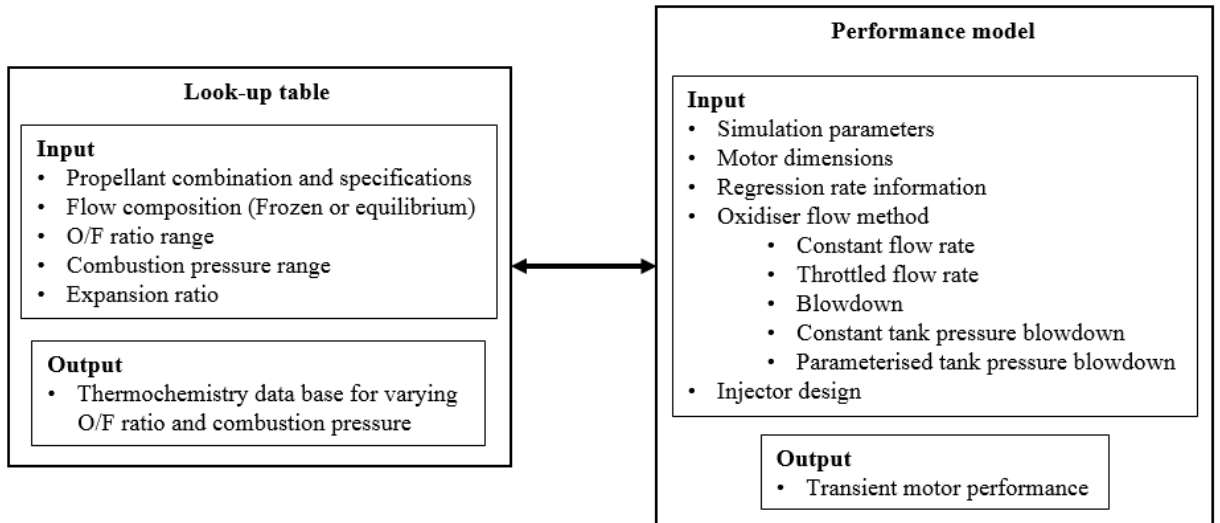 Look-up table
Input
• Propellant combination and specifications
• Flow composition (Frozen or equilibrium)
• O/F ratio range
• Combustion pressure range
• Expansion ratio
Output
• Thermochemistry data base for varying
O/F ratio and combustion pressure
Performance model
Input
• Simulation parameters
• Motor dimensions
• Regression rate information
• Oxidiser flow method
• Constant flow rate
• Throttled flow rate
• Blowdown
• Constant tank pressure blowdown
• Parameterised tank pressure blowdown
• Injector design
Output
• Transient motor performance